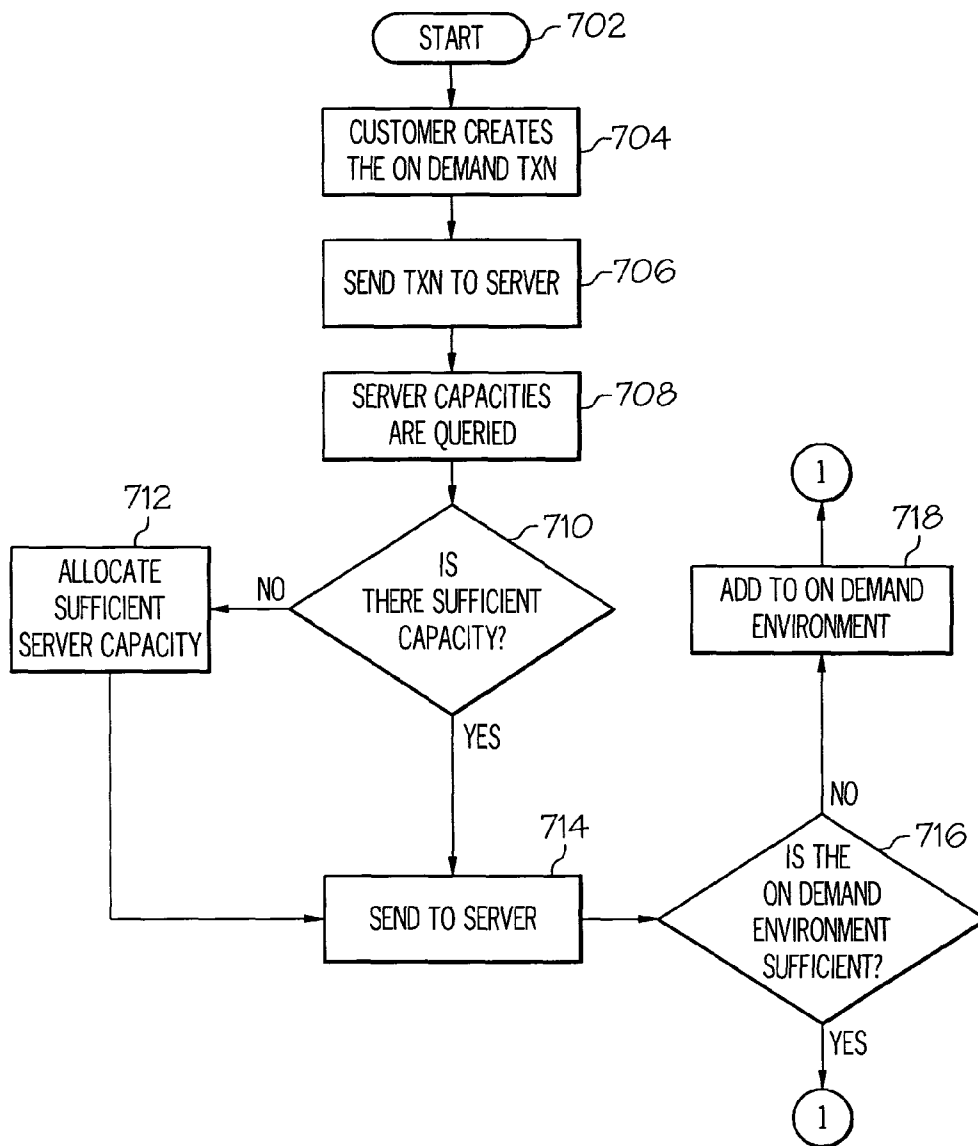 START
702
CUSTOMER CREATES
THE ON DEMAND TXN
704
SEND TXN TO SERVER
706
SERVER CAPACITIES
ARE QUERIED
708
710
IS
THERE SUFFICIENT
CAPACITY?
NO
YES
712
ALLOCATE
SUFFICIENT
SERVER CAPACITY
714
SEND TO SERVER
716
IS THE
ON DEMAND
ENVIRONMENT
SUFFICIENT?
NO
YES
718
ADD TO ON DEMAND
ENVIRONMENT
1
1